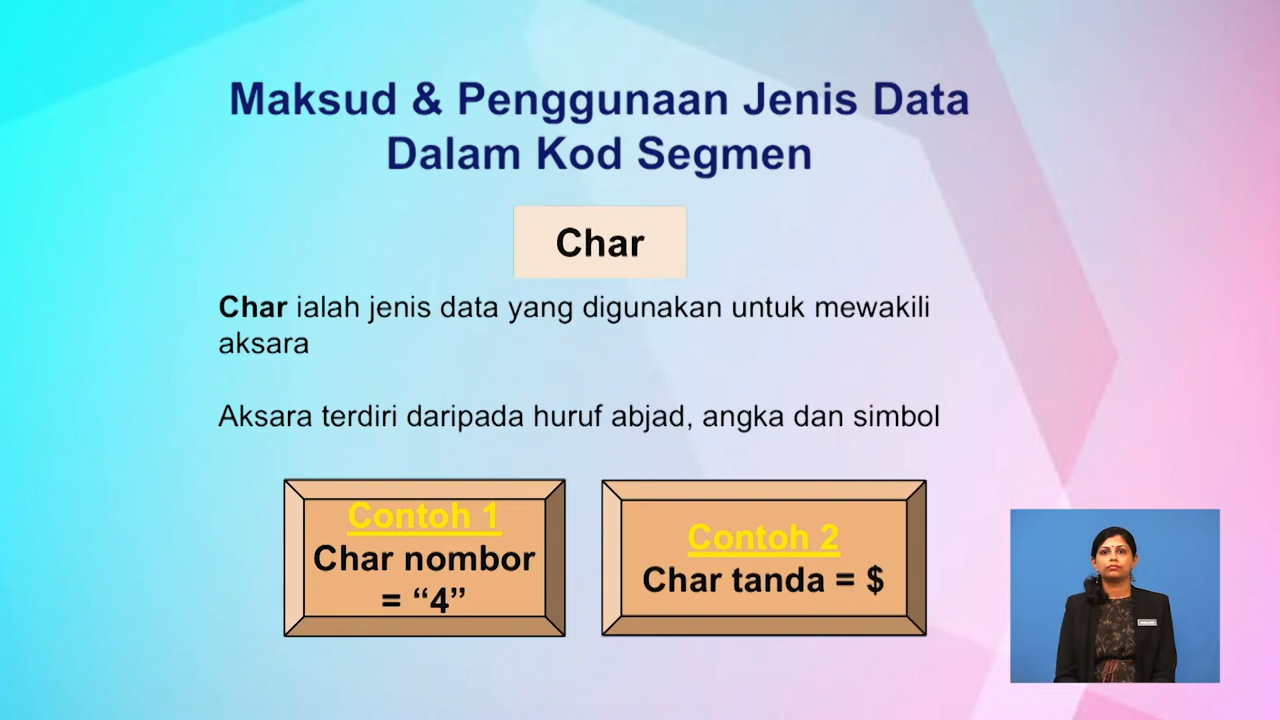 Maksud & Penggunaan Jenis Data
Dalam Kod Segmen
Char
Char ialah jenis data yang digunakan untuk mewakili
aksara
Aksara terdiri daripada huruf abjad, angka dan simbol
Contoh 1
Char nombor
= “4”
Contoh 2
Char tanda = $